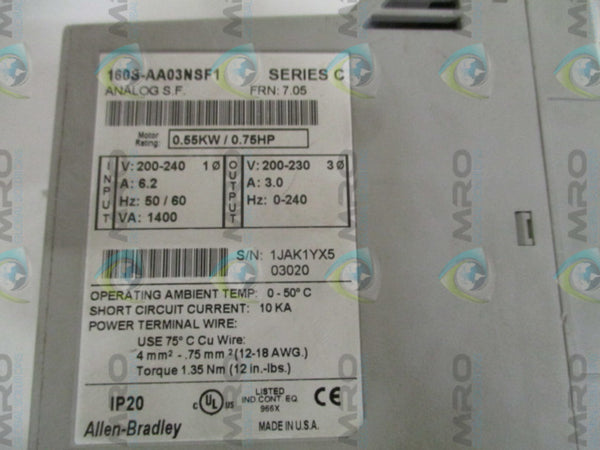 160S-AA03NSF1 SERIES C
ANALOG S.F. FRN: 7.05
Motor Rating: 0.55KW / 0.75HP
INPUT
V: 200-240 1Ø
A: 6.2
Hz: 50 / 60
VA: 1400
OUTPUT
V: 200-230 3Ø
A: 3.0
Hz: 0-240
S/N: 1JAK1YX5
03020
OPERATING AMBIENT TEMP: 0 - 50° C
SHORT CIRCUIT CURRENT: 10 KA
POWER TERMINAL WIRE:
USE 75° C Cu Wire:
4 mm² - .75 mm² (12-18 AWG.)
Torque 1.35 Nm (12 in.-lbs.)
IP20
C UL US
LISTED
IND CONT. EQ
966X
CE
Allen-Bradley MADE IN U.S.A.
MRO
INDUSTRIAL